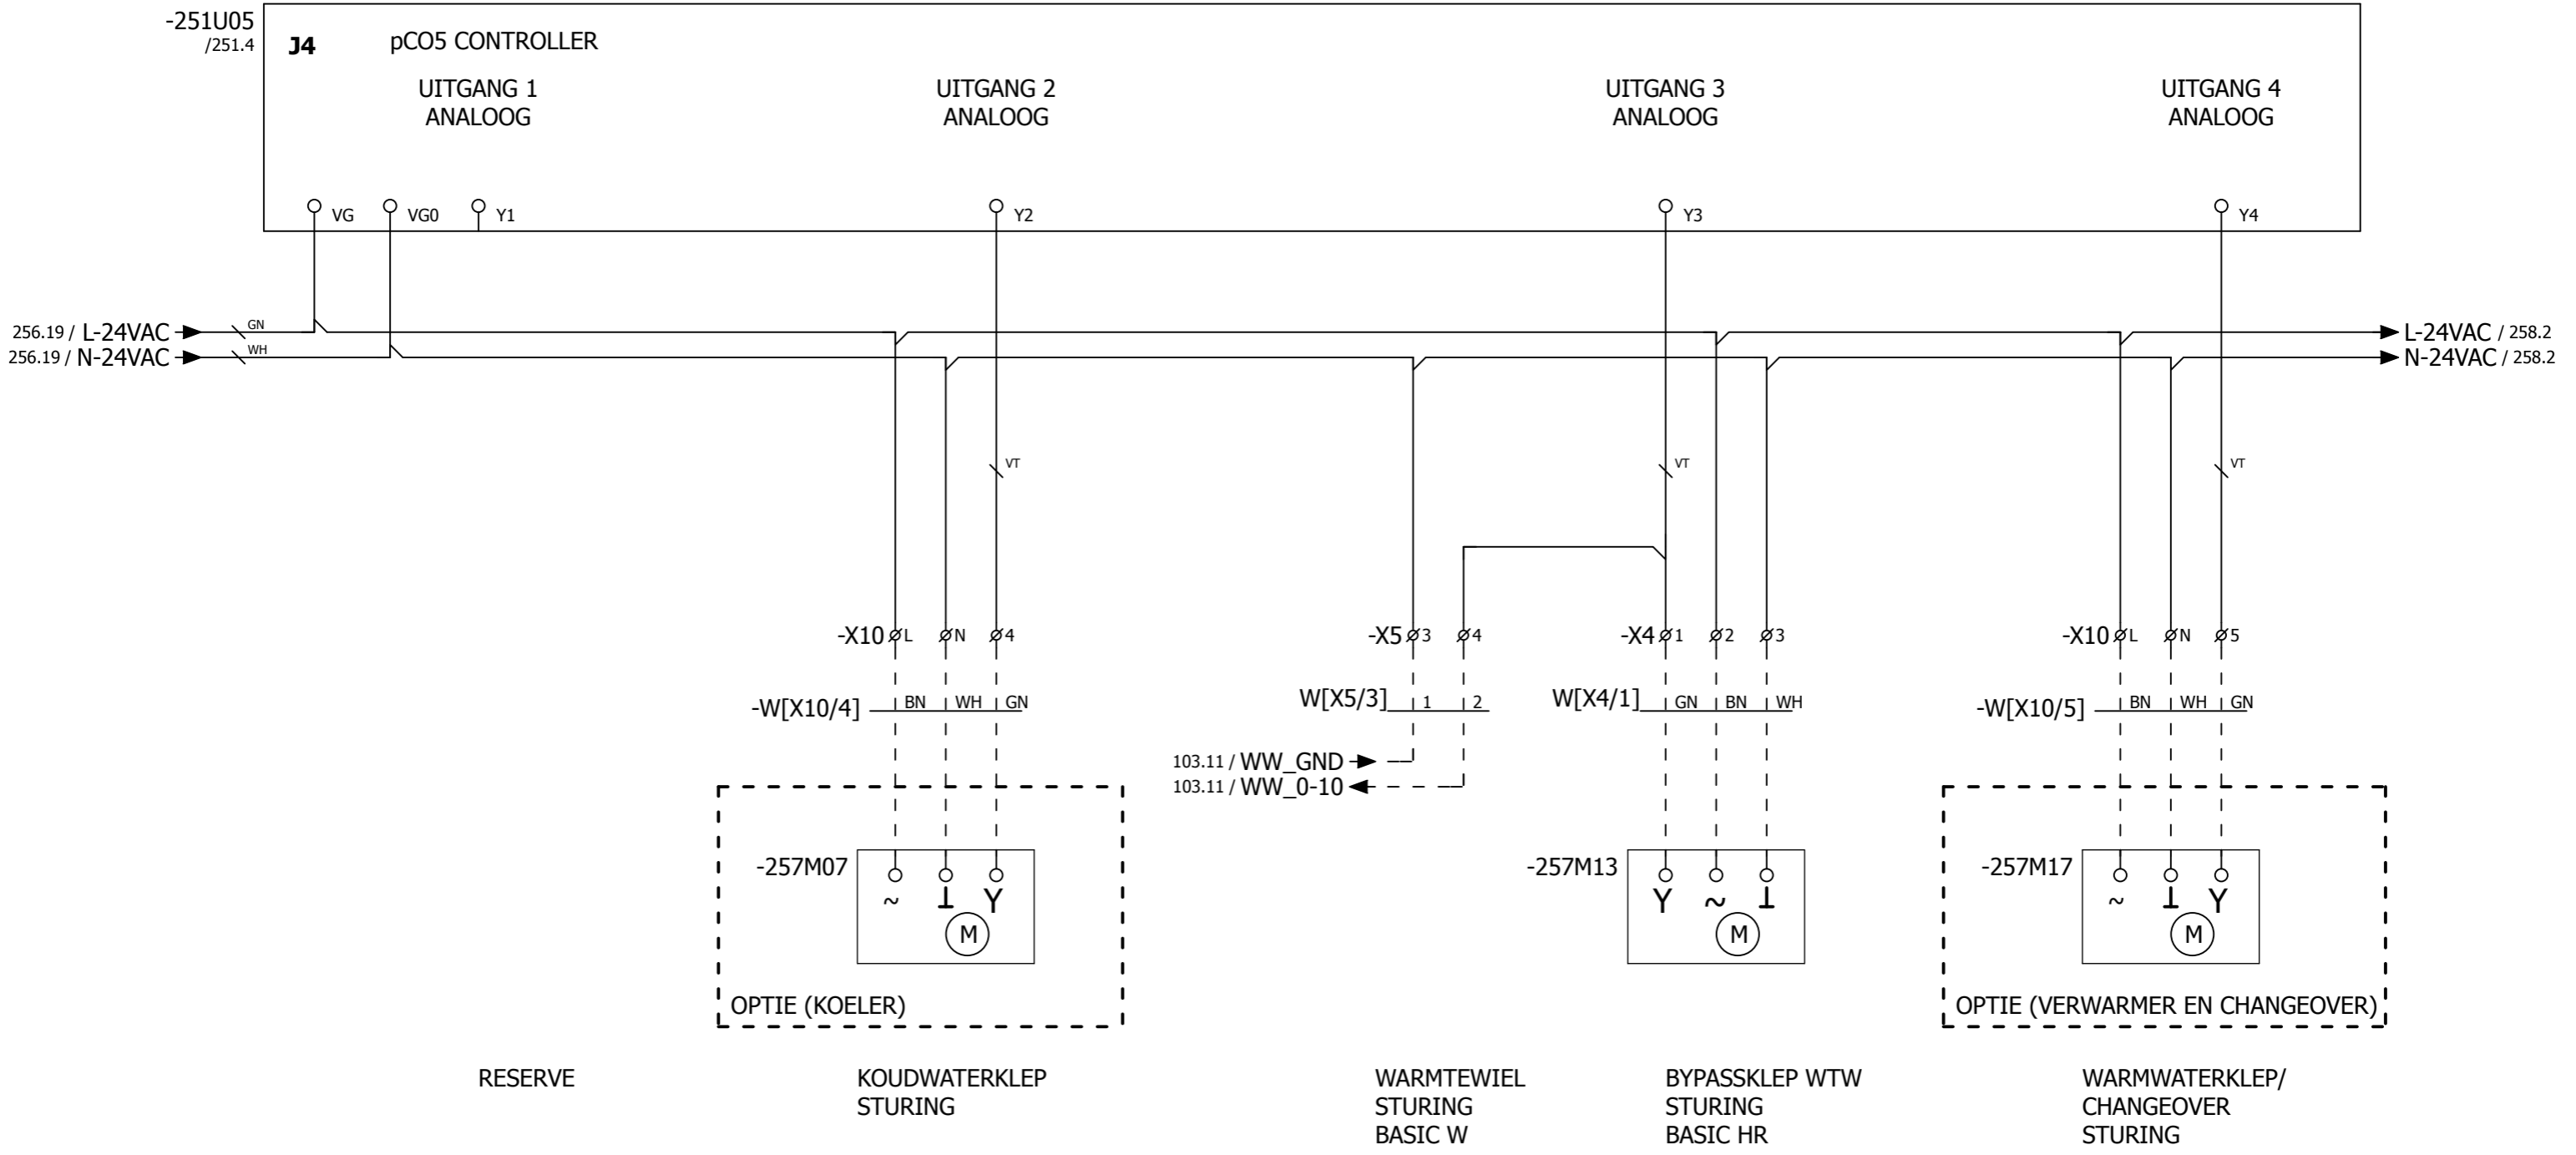 -251U05
/251.4
J4
pCO5 CONTROLLER
UITGANG 1
ANALOOG
UITGANG 2
ANALOOG
UITGANG 3
ANALOOG
UITGANG 4
ANALOOG
VG
VG0
Y1
Y2
Y3
Y4
256.19 / L-24VAC
GN
L-24VAC / 258.2
256.19 / N-24VAC
WH
N-24VAC / 258.2
VT
VT
VT
-X10 L N 4
-X5 3 4
-X4 1 2 3
-X10 L N 5
-W[X10/4] BN WH GN
W[X5/3] 1 2
W[X4/1] GN BN WH
-W[X10/5] BN WH GN
103.11 / WW_GND
103.11 / WW_0-10
-257M07
~ ⊥ Y
M
-257M13
Y ~ ⊥
M
-257M17
~ ⊥ Y
M
OPTIE (KOELER)
OPTIE (VERWARMER EN CHANGEOVER)
RESERVE
KOUDWATERKLEP
STURING
WARMTEWIEL
STURING
BASIC W
BYPASSKLEP WTW
STURING
BASIC HR
WARMWATERKLEP/
CHANGEOVER
STURING